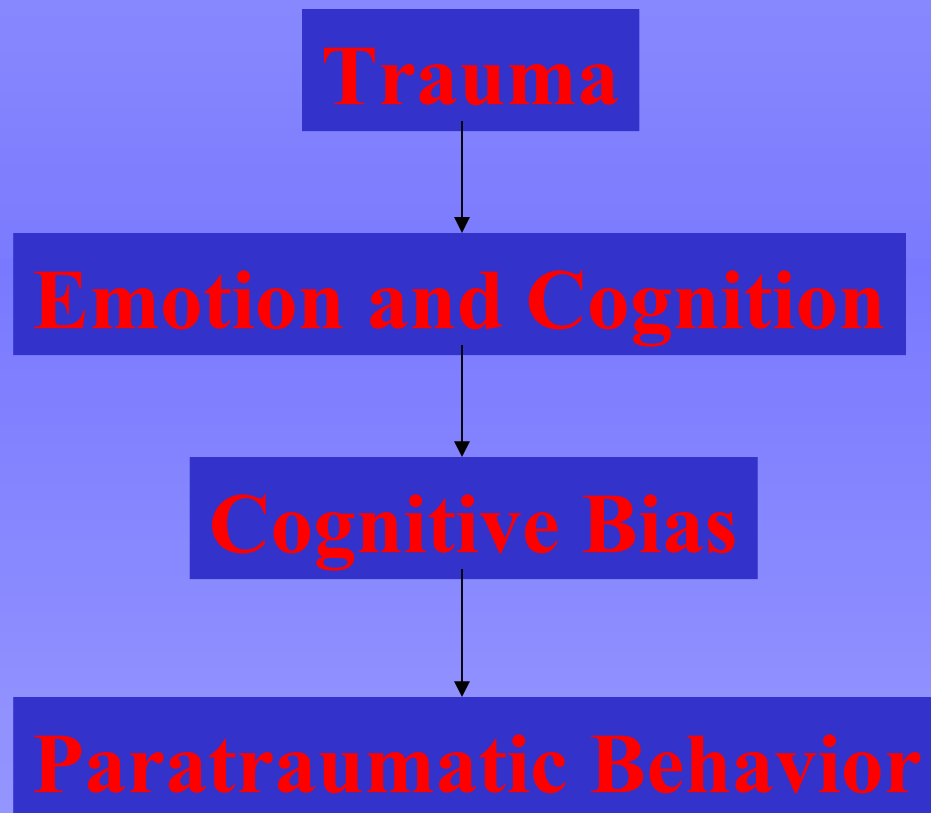 Trauma
Emotion and Cognition
Cognitive Bias
Paratraumatic Behavior